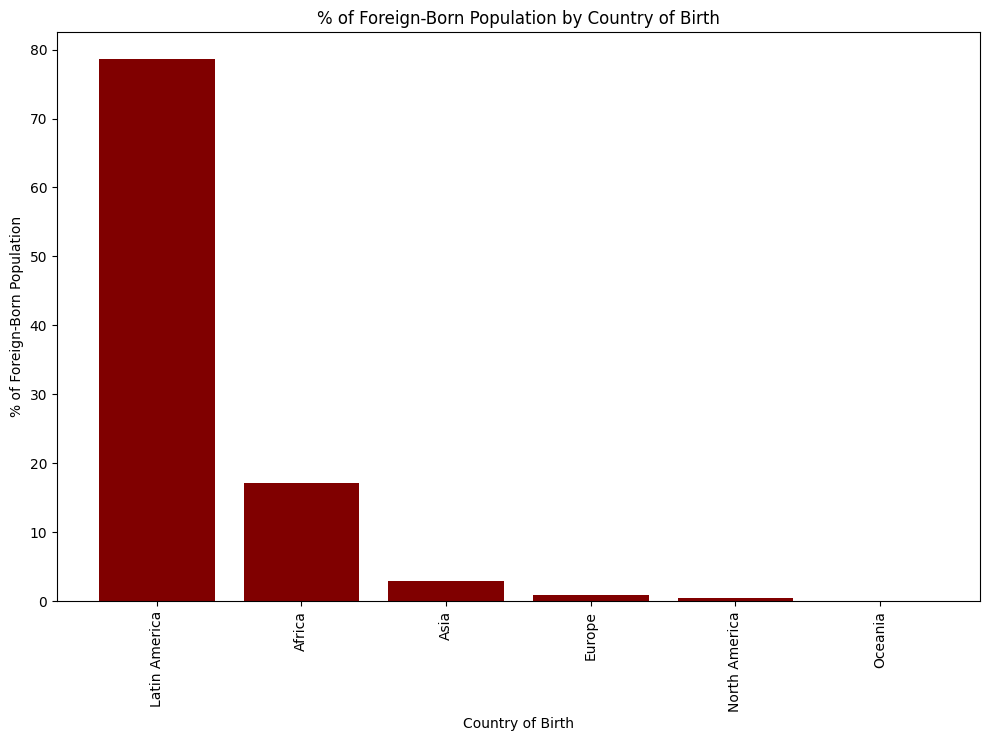 % of Foreign-Born Population by Country of Birth
% of Foreign-Born Population
80
70
60
50
40
30
20
10
0
Latin America
Africa
Asia
Europe
North America
Oceania
Country of Birth